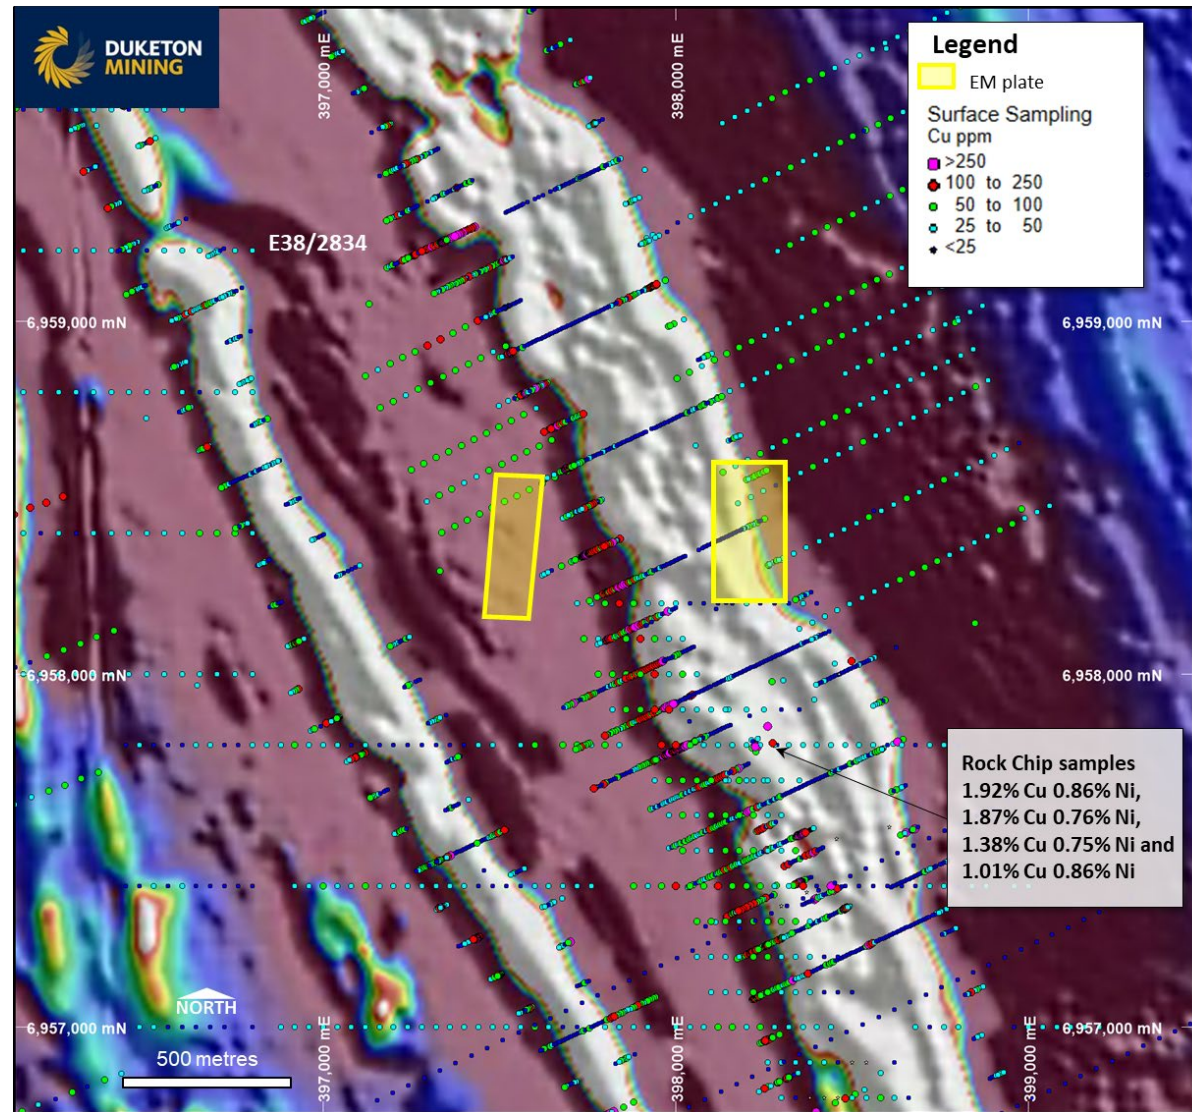 DUKETON
MINING
397,000 mE
398,000 mE
Legend
EM plate
Surface Sampling
Cu ppm
>250
100 to 250
50 to 100
25 to 50
<25
E38/2834
6,959,000 mN
6,959,000 mN
6,958,000 mN
6,958,000 mN
Rock Chip samples
1.92% Cu 0.86% Ni,
1.87% Cu 0.76% Ni,
1.38% Cu 0.75% Ni and
1.01% Cu 0.86% Ni
NORTH
6,957,000 mN
6,957,000 mN
500 metres
397,000 mE
398,000 mE
399,000 mE